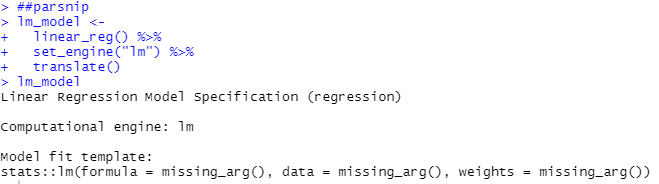 > ##parsnip
> lm_model <-
+   linear_reg() %>%
+   set_engine("lm") %>%
+   translate()
> lm_model
Linear Regression Model Specification (regression)

Computational engine: lm

Model fit template:
stats::lm(formula = missing_arg(), data = missing_arg(), weights = missing_arg())